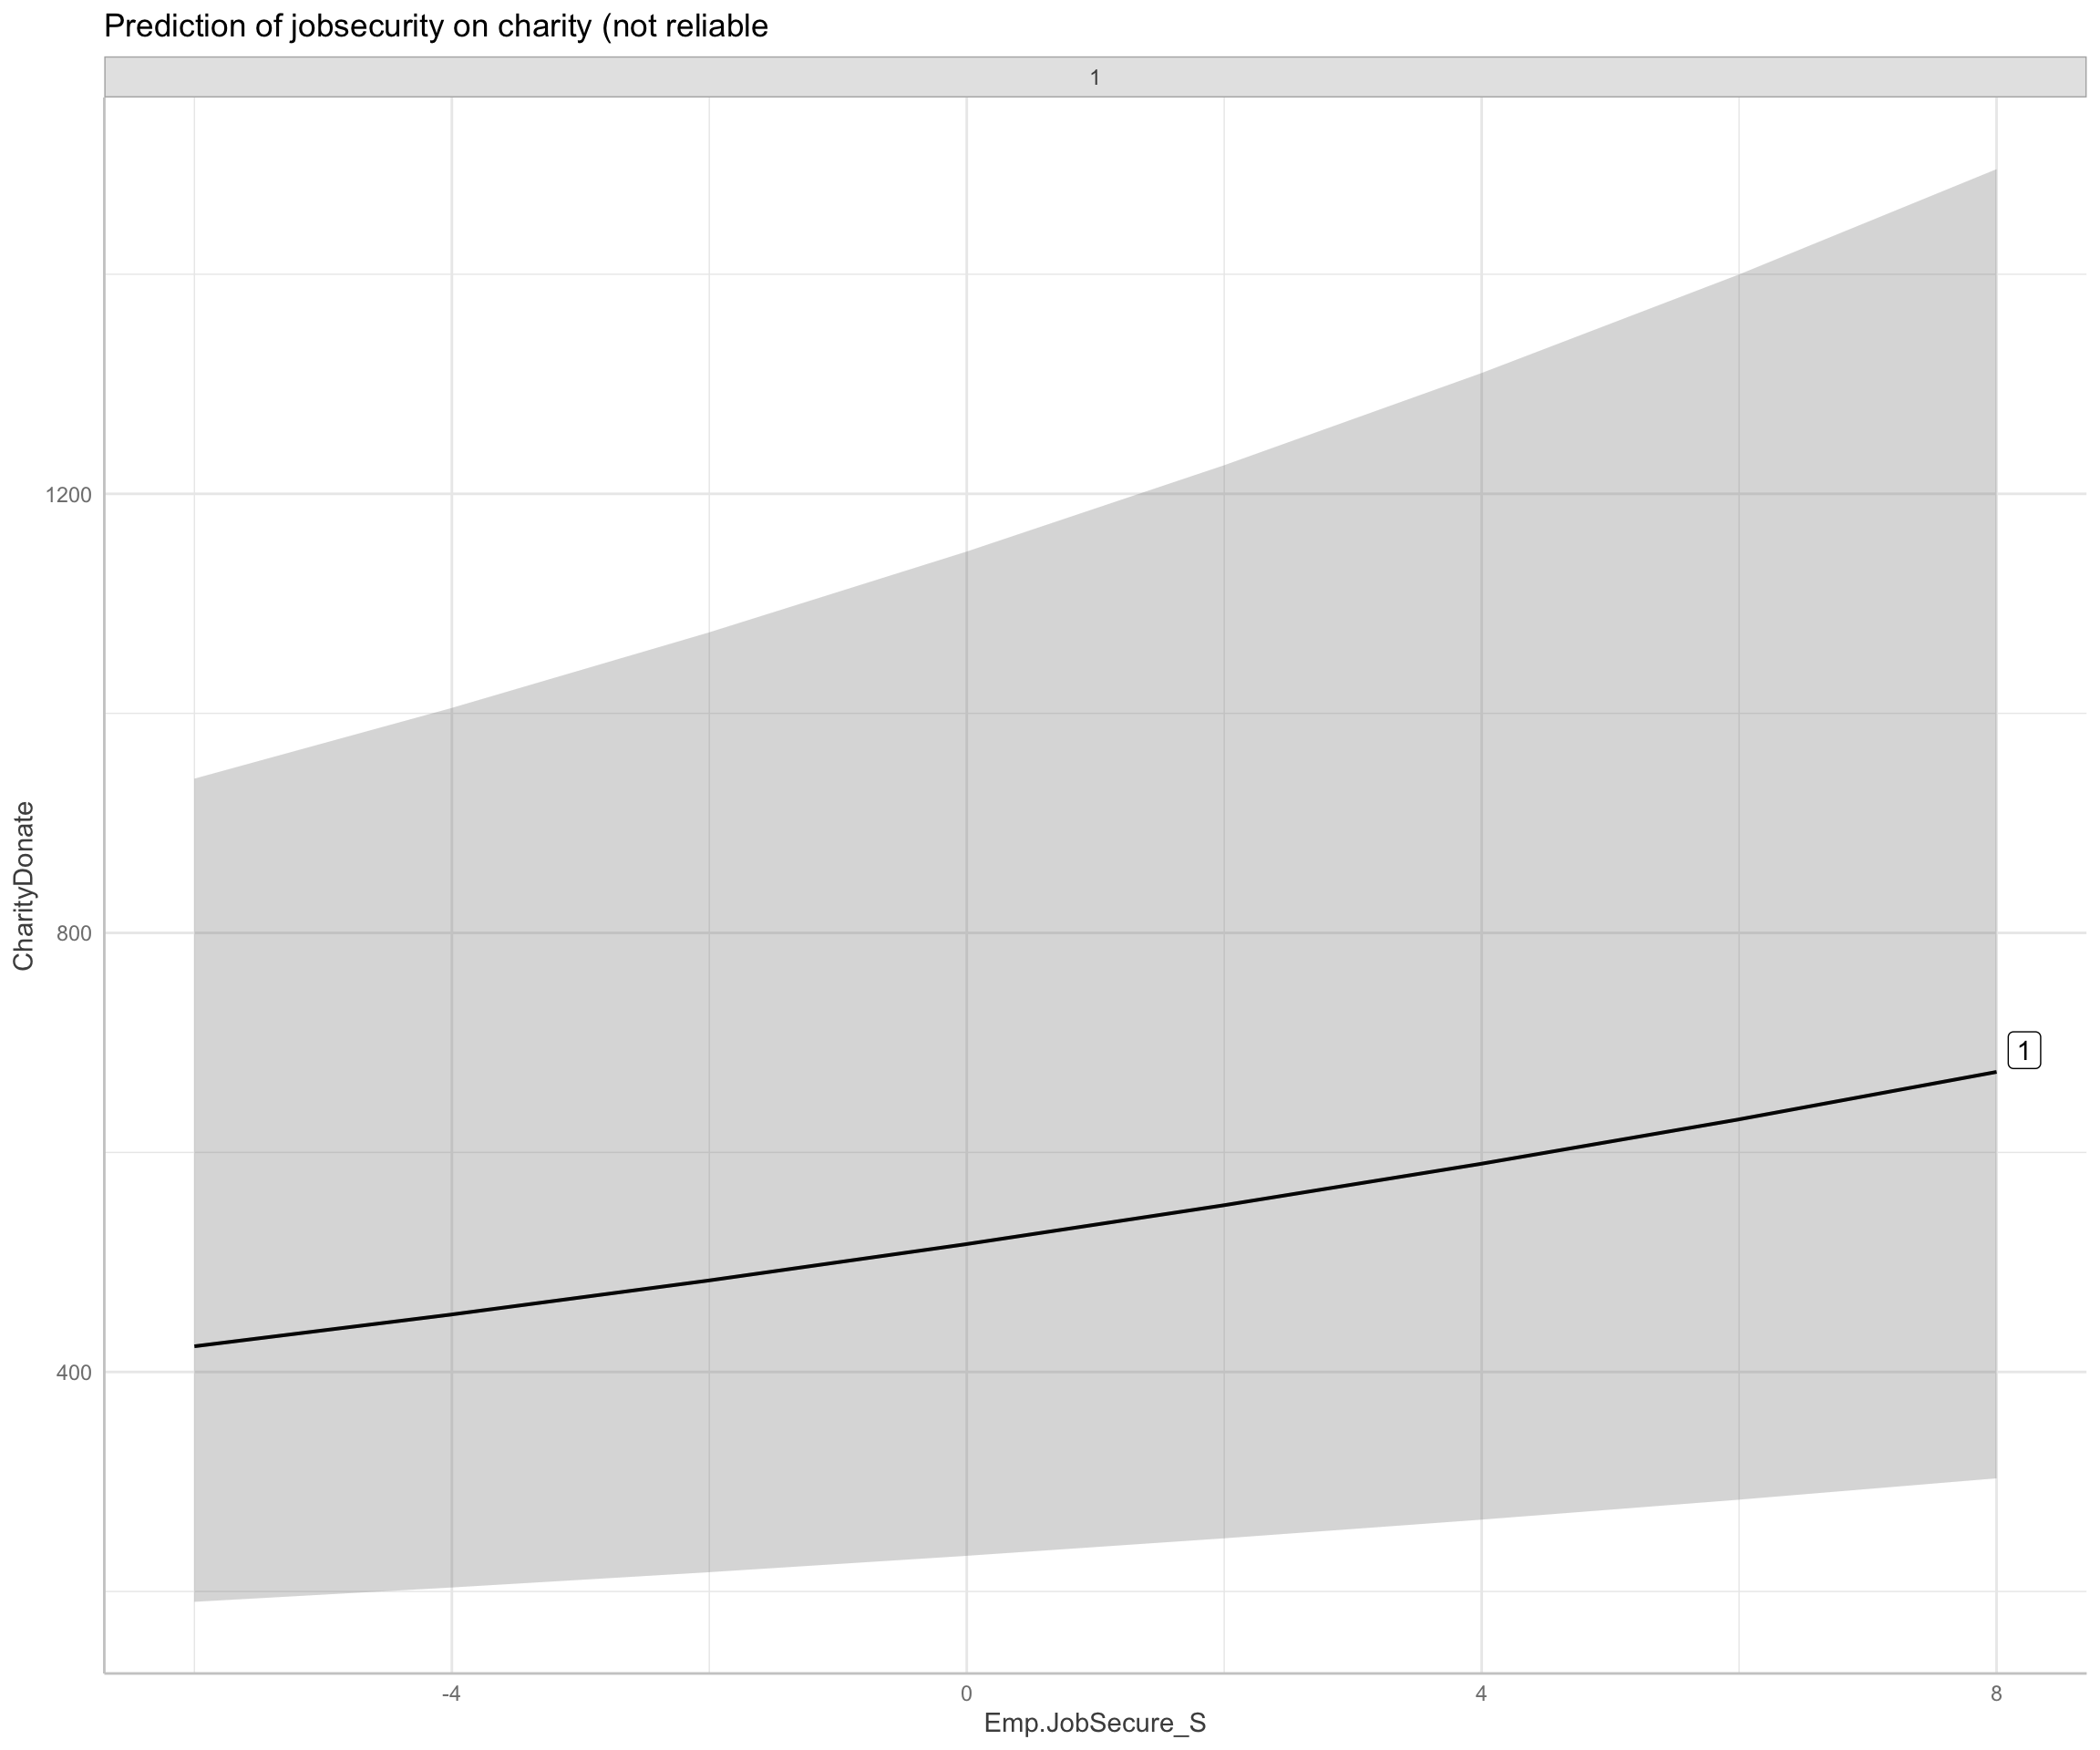 Prediction of jobsecurity on charity (not reliable
1
1200
800
400
CharityDonate
1
-4 0 4 8
Emp.JobSecure_S